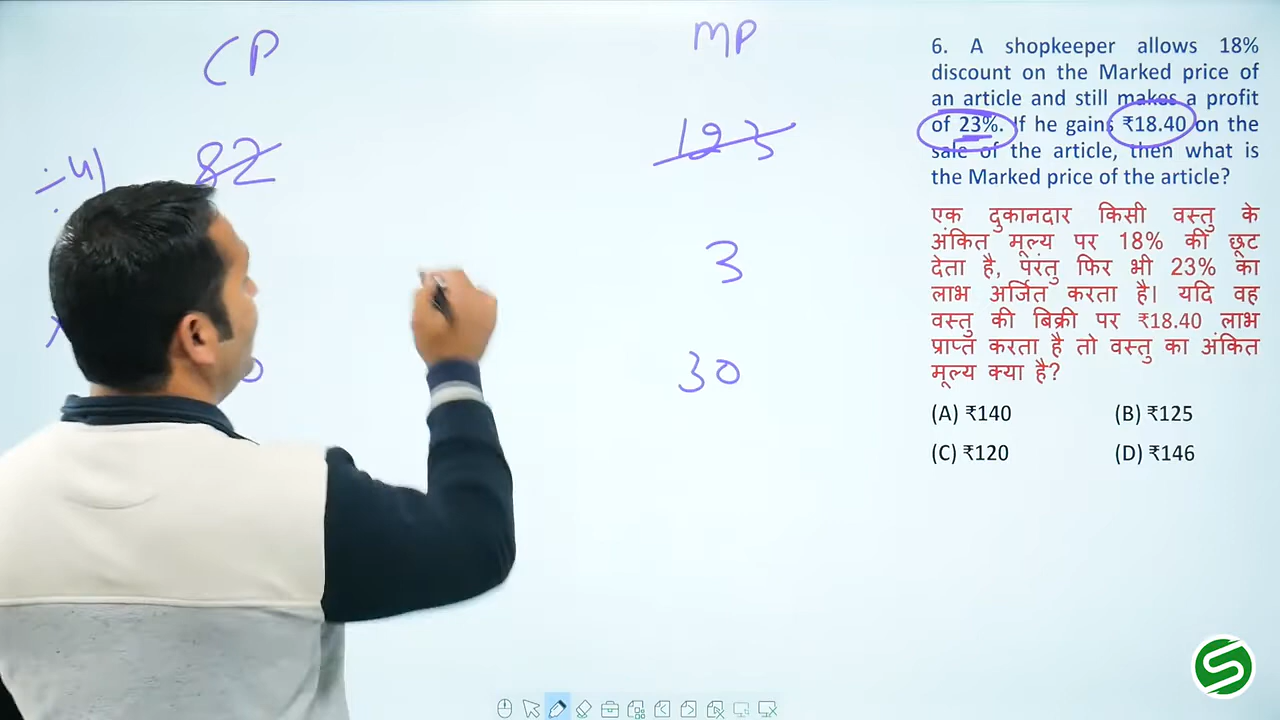 CP
MP
82
123
÷41
3
30
6. A shopkeeper allows 18%
discount on the Marked price of
an article and still makes a profit
of 23%. If he gains ₹18.40 on the
sale of the article, then what is
the Marked price of the article?
एक दुकानदार किसी वस्तु के
अंकित मूल्य पर 18% की छूट
देता है, परंतु फिर भी 23% का
लाभ अर्जित करता है। यदि वह
वस्तु की बिक्री पर ₹18.40 लाभ
प्राप्त करता है तो वस्तु का अंकित
मूल्य क्या है?
(A) ₹140 (B) ₹125
(C) ₹120 (D) ₹146